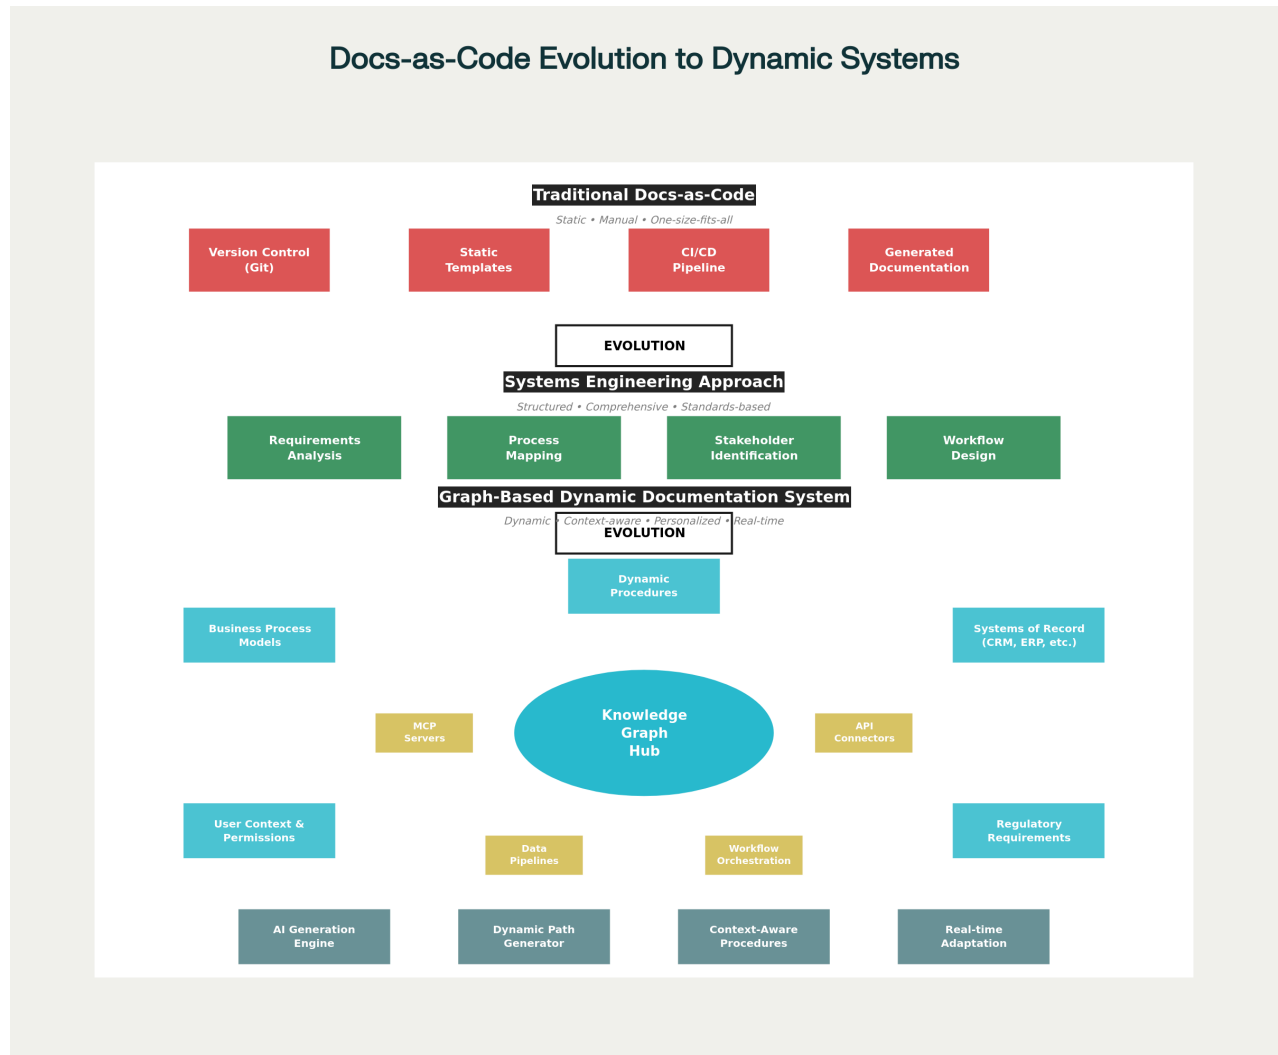 Docs-as-Code Evolution to Dynamic Systems
Traditional Docs-as-Code
Static • Manual • One-size-fits-all
Version Control
(Git)
Static
Templates
CI/CD
Pipeline
Generated
Documentation
EVOLUTION
Systems Engineering Approach
Structured • Comprehensive • Standards-based
Requirements
Analysis
Process
Mapping
Stakeholder
Identification
Workflow
Design
Graph-Based Dynamic Documentation System
Dynamic • Context-aware • Personalized • Real-time
EVOLUTION
Dynamic
Procedures
Business Process
Models
Systems of Record
(CRM, ERP, etc.)
MCP
Servers
Knowledge
Graph
Hub
API
Connectors
User Context &
Permissions
Regulatory
Requirements
Data
Pipelines
Workflow
Orchestration
AI Generation
Engine
Dynamic Path
Generator
Context-Aware
Procedures
Real-time
Adaptation